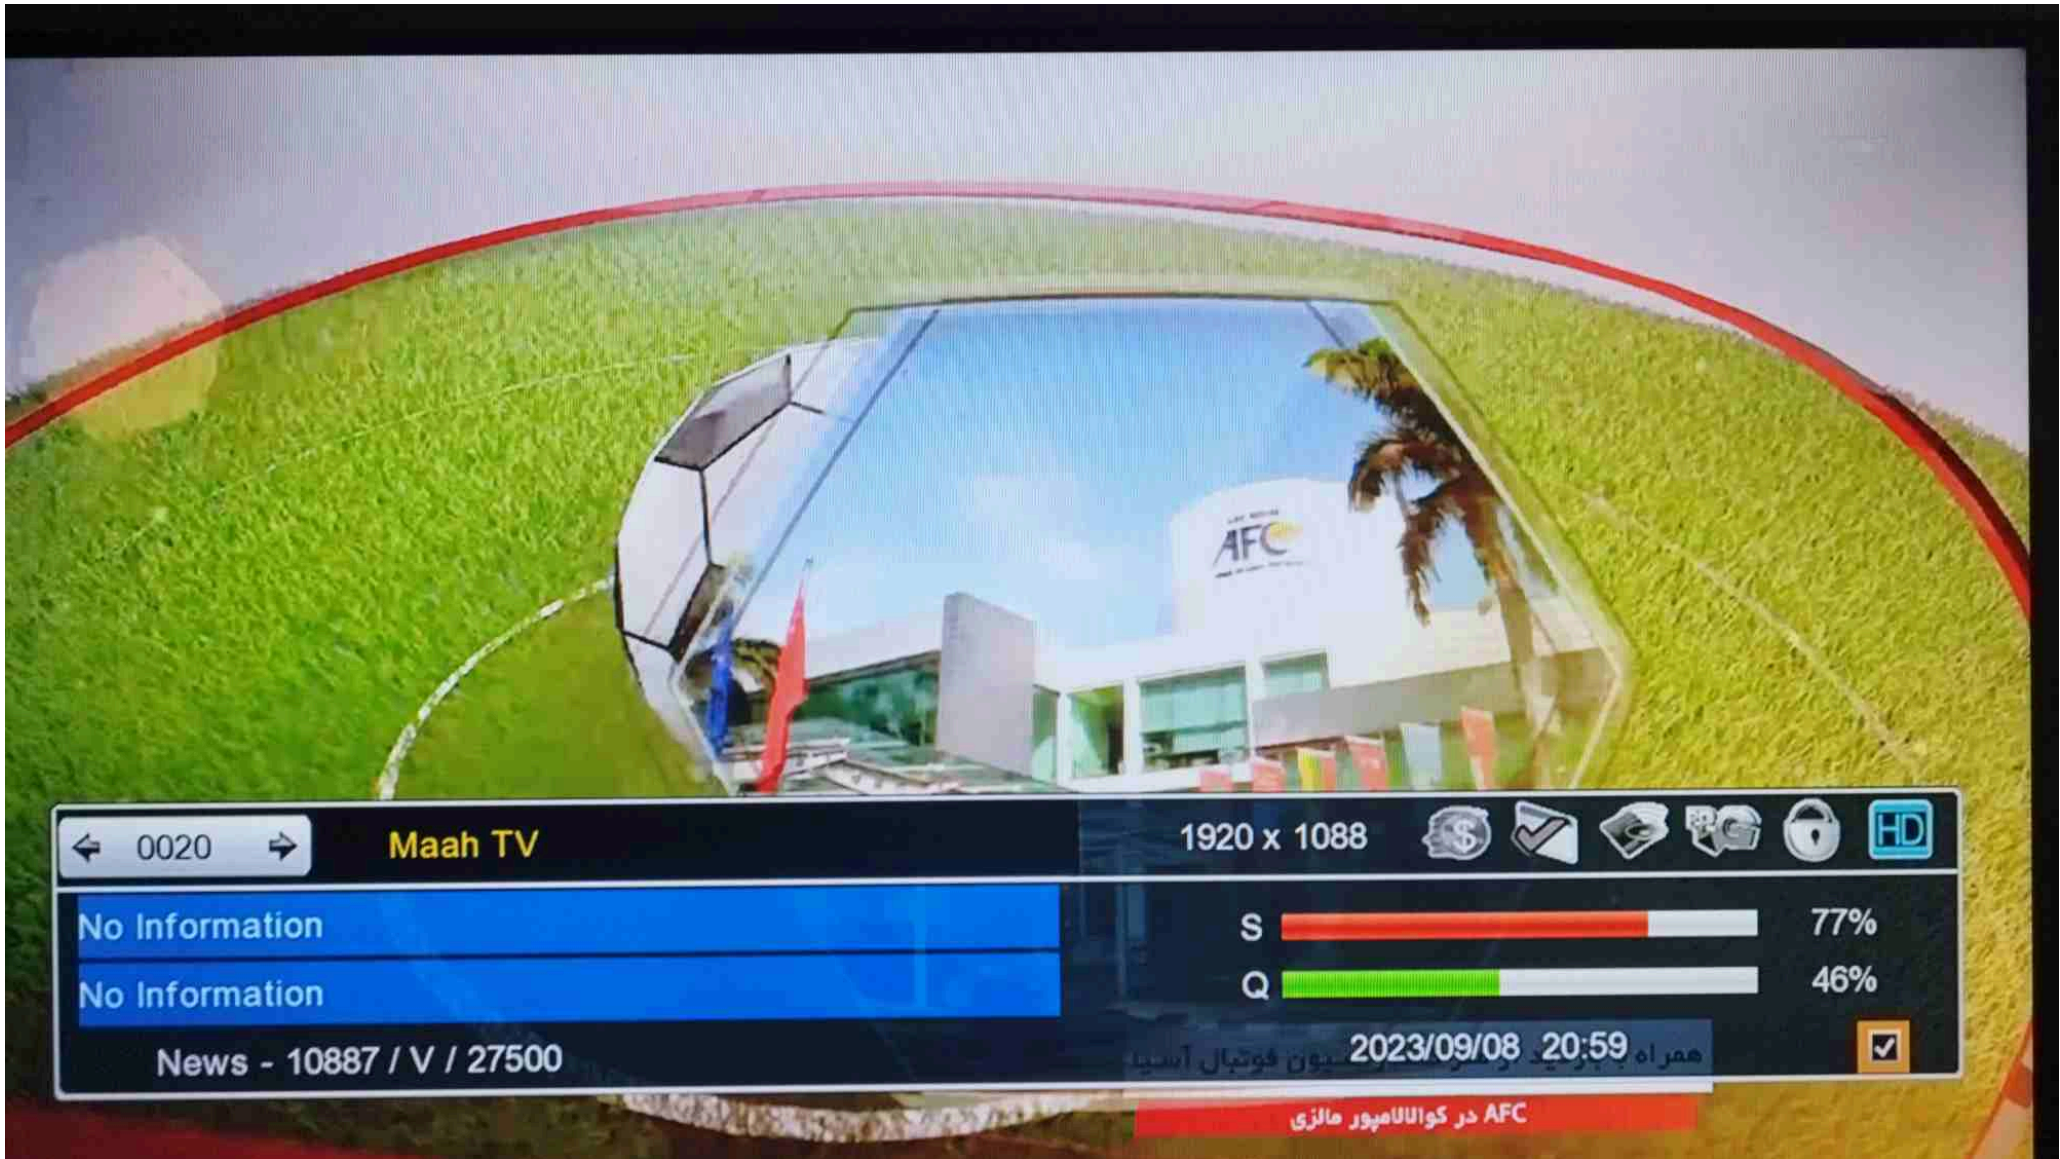 AFC
0020
Maah TV
1920 x 1088
HD
No Information
S
77%
No Information
Q
46%
News - 10887 / V / 27500
2023/09/08 20:59
همراه فوتبال آسیا
AFC در کوالالامپور مالزی